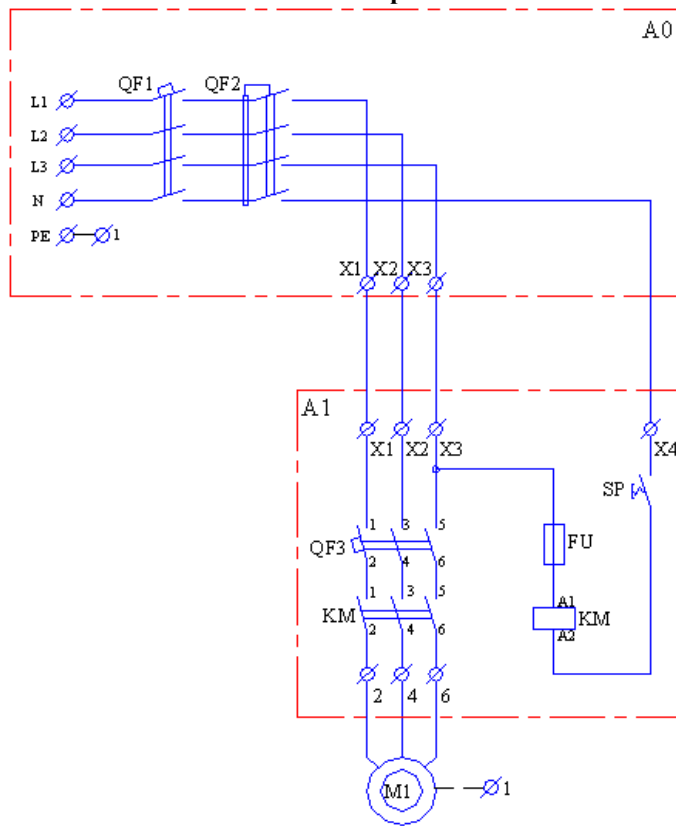 A0
QF1 QF2
L1
L2
L3
N
PE 1
X1 X2 X3
A1
X1 X2 X3 X4
SP
1 3 5
QF3 FU
2 4 6
1 3 5 A1
KM KM
2 4 6 A2
2 4 6
M1 1